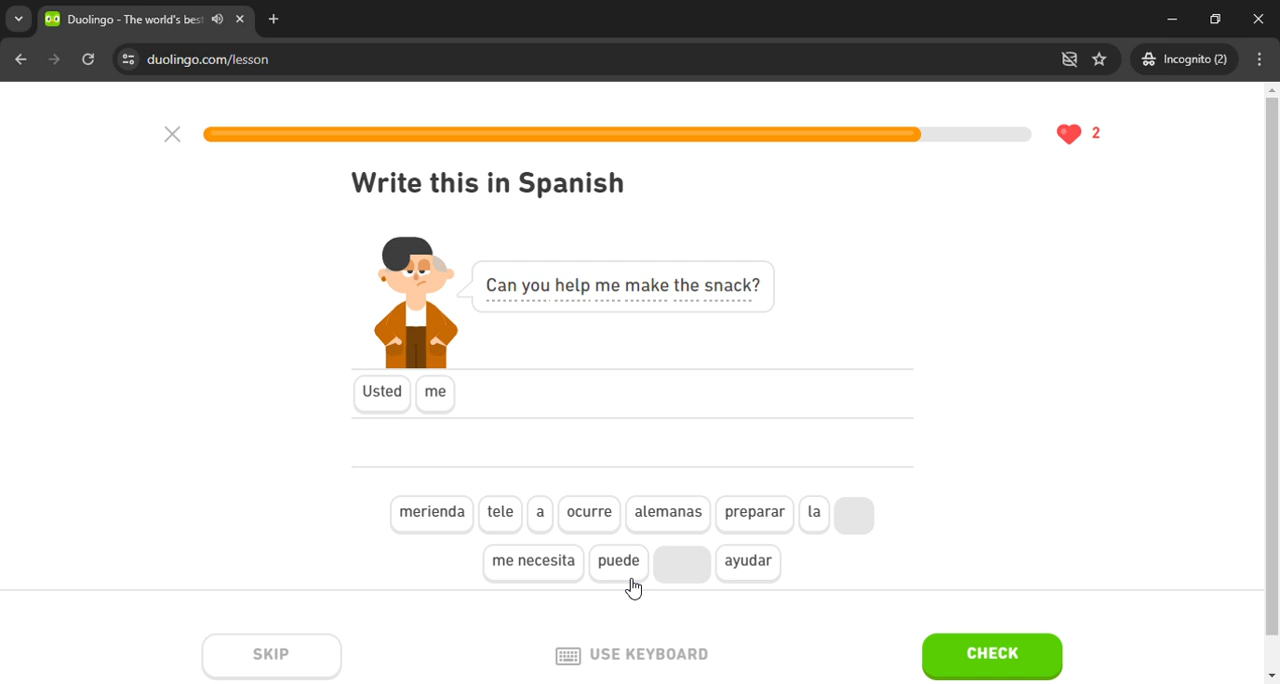 Duolingo - The world's bes
duolingo.com/lesson
Incognito (2)
2
Write this in Spanish
Can you help me make the snack?
Usted me
merienda tele a ocurre alemanas preparar la
me necesita puede ayudar
SKIP USE KEYBOARD CHECK